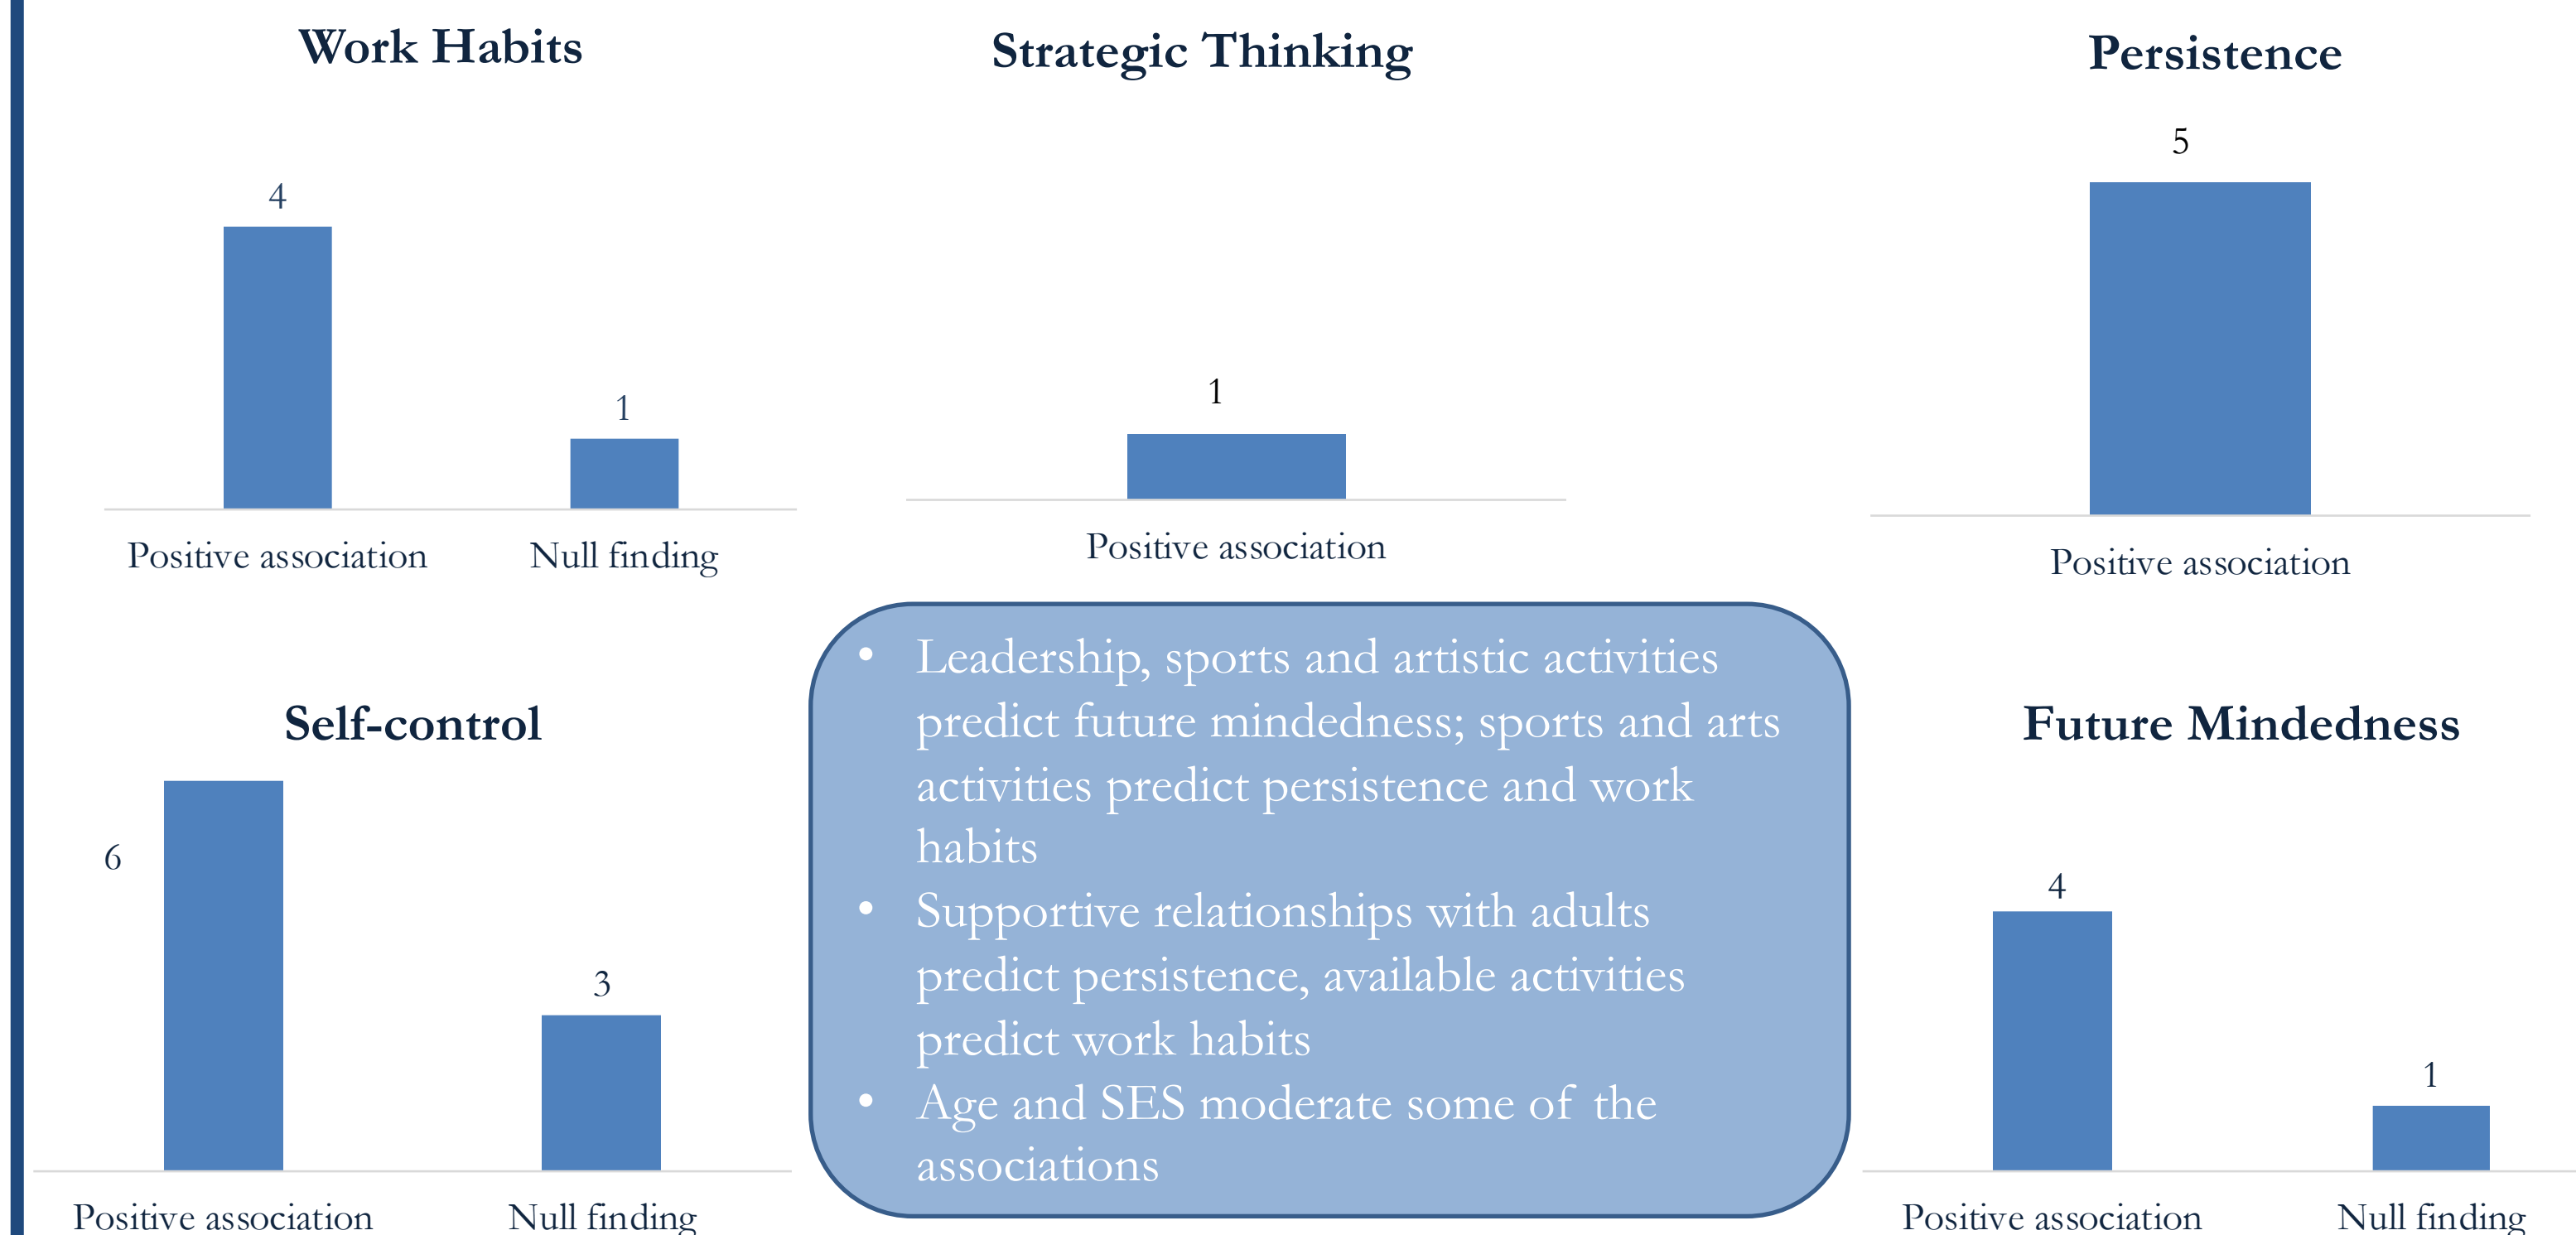 Work Habits
4
1
Positive association
Null finding
Strategic Thinking
1
Positive association
Persistence
5
Positive association
Self-control
6
3
Positive association
Null finding
• Leadership, sports and artistic activities
predict future mindedness; sports and arts
activities predict persistence and work
habits
• Supportive relationships with adults
predict persistence, available activities
predict work habits
• Age and SES moderate some of the
associations
Future Mindedness
4
1
Positive association
Null finding